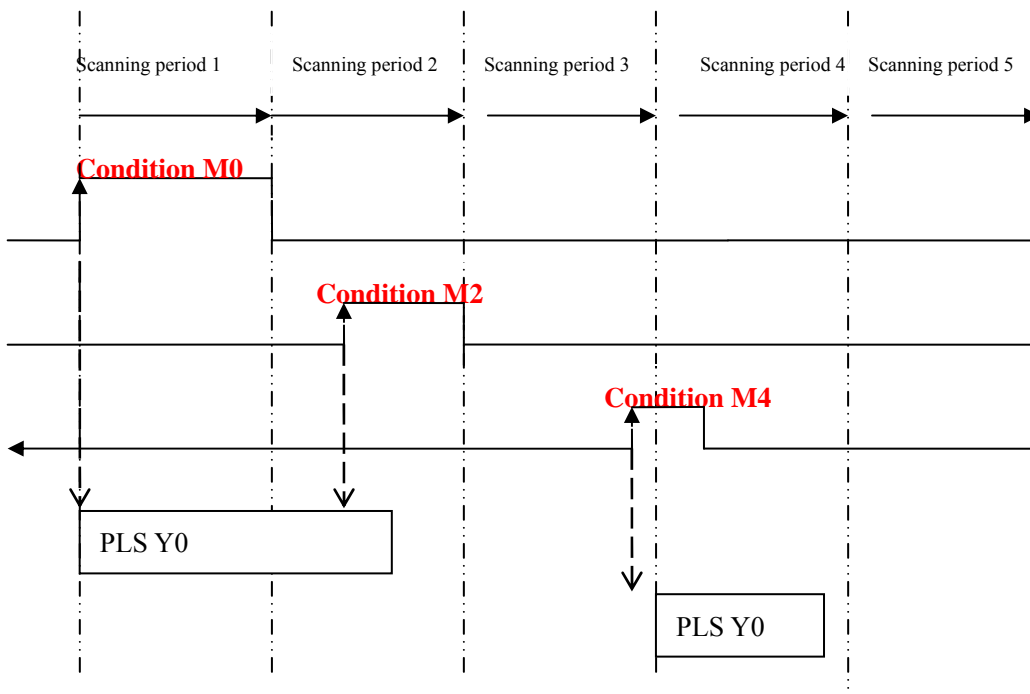 Scanning period 1
Scanning period 2
Scanning period 3
Scanning period 4
Scanning period 5
Condition M0
Condition M2
Condition M4
PLS Y0
PLS Y0